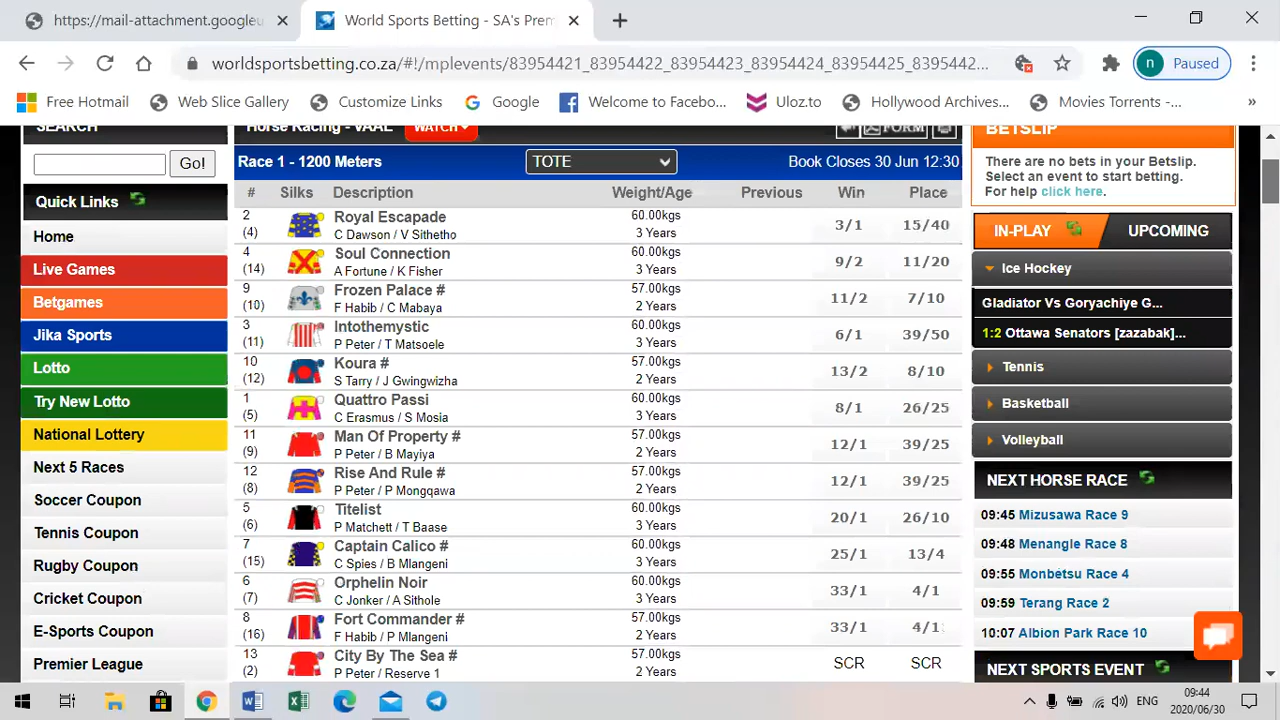 https://mail-attachment.googleu
World Sports Betting - SA's Prem
n Paused
worldsportsbetting.co.za/#!/mplevents/83954421_83954422_83954423_83954424_83954425_8395442...
Free Hotmail Web Slice Gallery Customize Links Google Welcome to Facebo... Uloz.to Hollywood Archives... Movies Torrents -... »
SEARCH
Go!
Quick Links
Home
Live Games
Betgames
Jika Sports
Lotto
Try New Lotto
National Lottery
Next 5 Races
Soccer Coupon
Tennis Coupon
Rugby Coupon
Cricket Coupon
E-Sports Coupon
Premier League
Horse Racing - VAAL WATCH FORM
Race 1 - 1200 Meters TOTE Book Closes 30 Jun 12:30
# Silks Description Weight/Age Previous Win Place
2 Royal Escapade 60.00kgs 3/1 15/40
(4) C Dawson / V Sithetho 3 Years
4 Soul Connection 60.00kgs 9/2 11/20
(14) A Fortune / K Fisher 3 Years
9 Frozen Palace # 57.00kgs 11/2 7/10
(10) F Habib / C Mabaya 2 Years
3 Intothemystic 60.00kgs 6/1 39/50
(11) P Peter / T Matsoele 3 Years
10 Koura # 57.00kgs 13/2 8/10
(12) S Tarry / J Gwingwizha 2 Years
1 Quattro Passi 60.00kgs 8/1 26/25
(5) C Erasmus / S Mosia 3 Years
11 Man Of Property # 57.00kgs 12/1 39/25
(9) P Peter / B Mayiya 2 Years
12 Rise And Rule # 57.00kgs 12/1 39/25
(8) P Peter / P Mongqawa 2 Years
5 Titelist 60.00kgs 20/1 26/10
(6) P Matchett / T Baase 3 Years
7 Captain Calico # 60.00kgs 25/1 13/4
(15) C Spies / B Mlangeni 3 Years
6 Orphelin Noir 60.00kgs 33/1 4/1
(7) C Jonker / A Sithole 3 Years
8 Fort Commander # 57.00kgs 33/1 4/1
(16) F Habib / P Mlangeni 2 Years
13 City By The Sea # 57.00kgs SCR SCR
(2) P Peter / Reserve 1 2 Years
BETSLIP
There are no bets in your Betslip.
Select an event to start betting.
For help click here.
IN-PLAY UPCOMING
Ice Hockey
Gladiator Vs Goryachiye G...
1:2 Ottawa Senators [zazabak]...
Tennis
Basketball
Volleyball
NEXT HORSE RACE
09:45 Mizusawa Race 9
09:48 Menangle Race 8
09:55 Monbetsu Race 4
09:59 Terang Race 2
10:07 Albion Park Race 10
NEXT SPORTS EVENT
ENG
09:44
2020/06/30